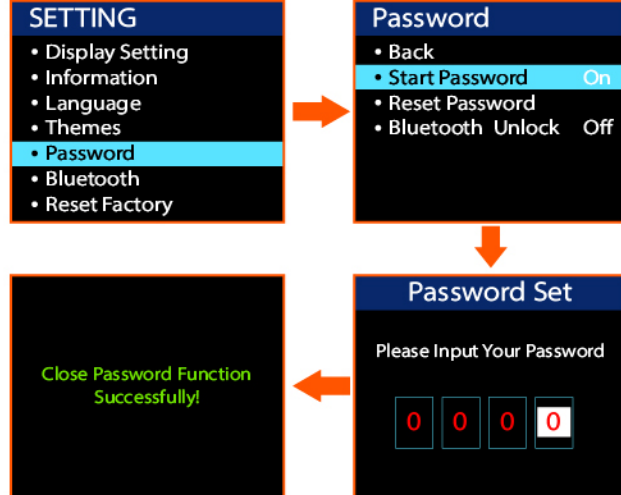 SETTING
• Display Setting
• Information
• Language
• Themes
• Password
• Bluetooth
• Reset Factory
Password
• Back
• Start Password On
• Reset Password
• Bluetooth Unlock Off
Password Set
Please Input Your Password
0 0 0 0
Close Password Function
Successfully!